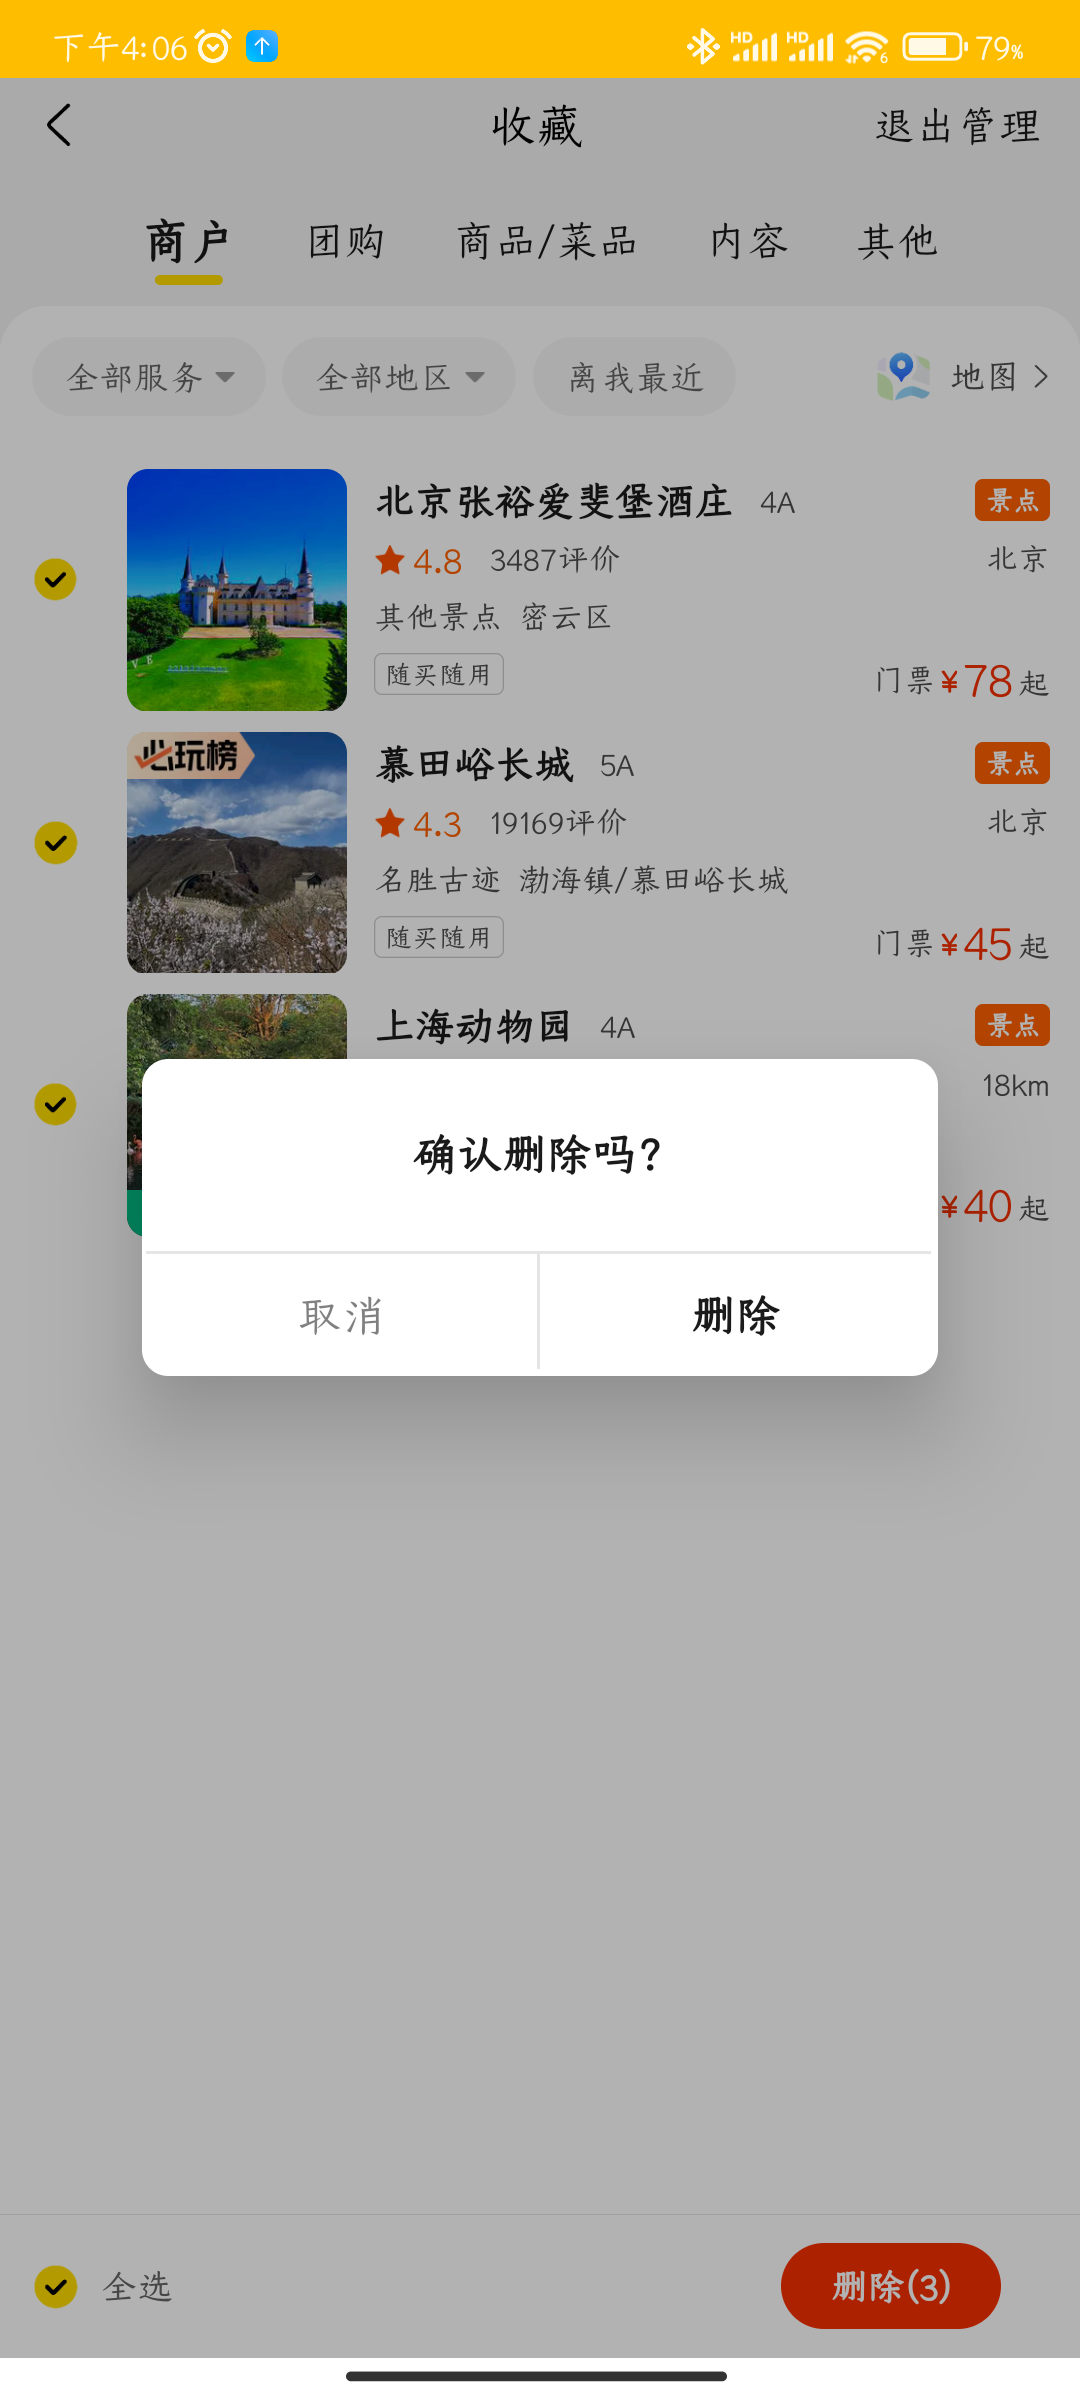 下午4:06
HD HD 6 79%
收藏
退出管理
商户 团购 商品/菜品 内容 其他
全部服务 全部地区 离我最近 地图
北京张裕爱斐堡酒庄 4A 景点
4.8 3487评价 北京
其他景点 密云区
随买随用 门票¥78起
必玩榜
慕田峪长城 5A 景点
4.3 19169评价 北京
名胜古迹 渤海镇/慕田峪长城
随买随用 门票¥45起
上海动物园 4A 景点
18km
¥40起
确认删除吗?
取消 删除
全选 删除(3)